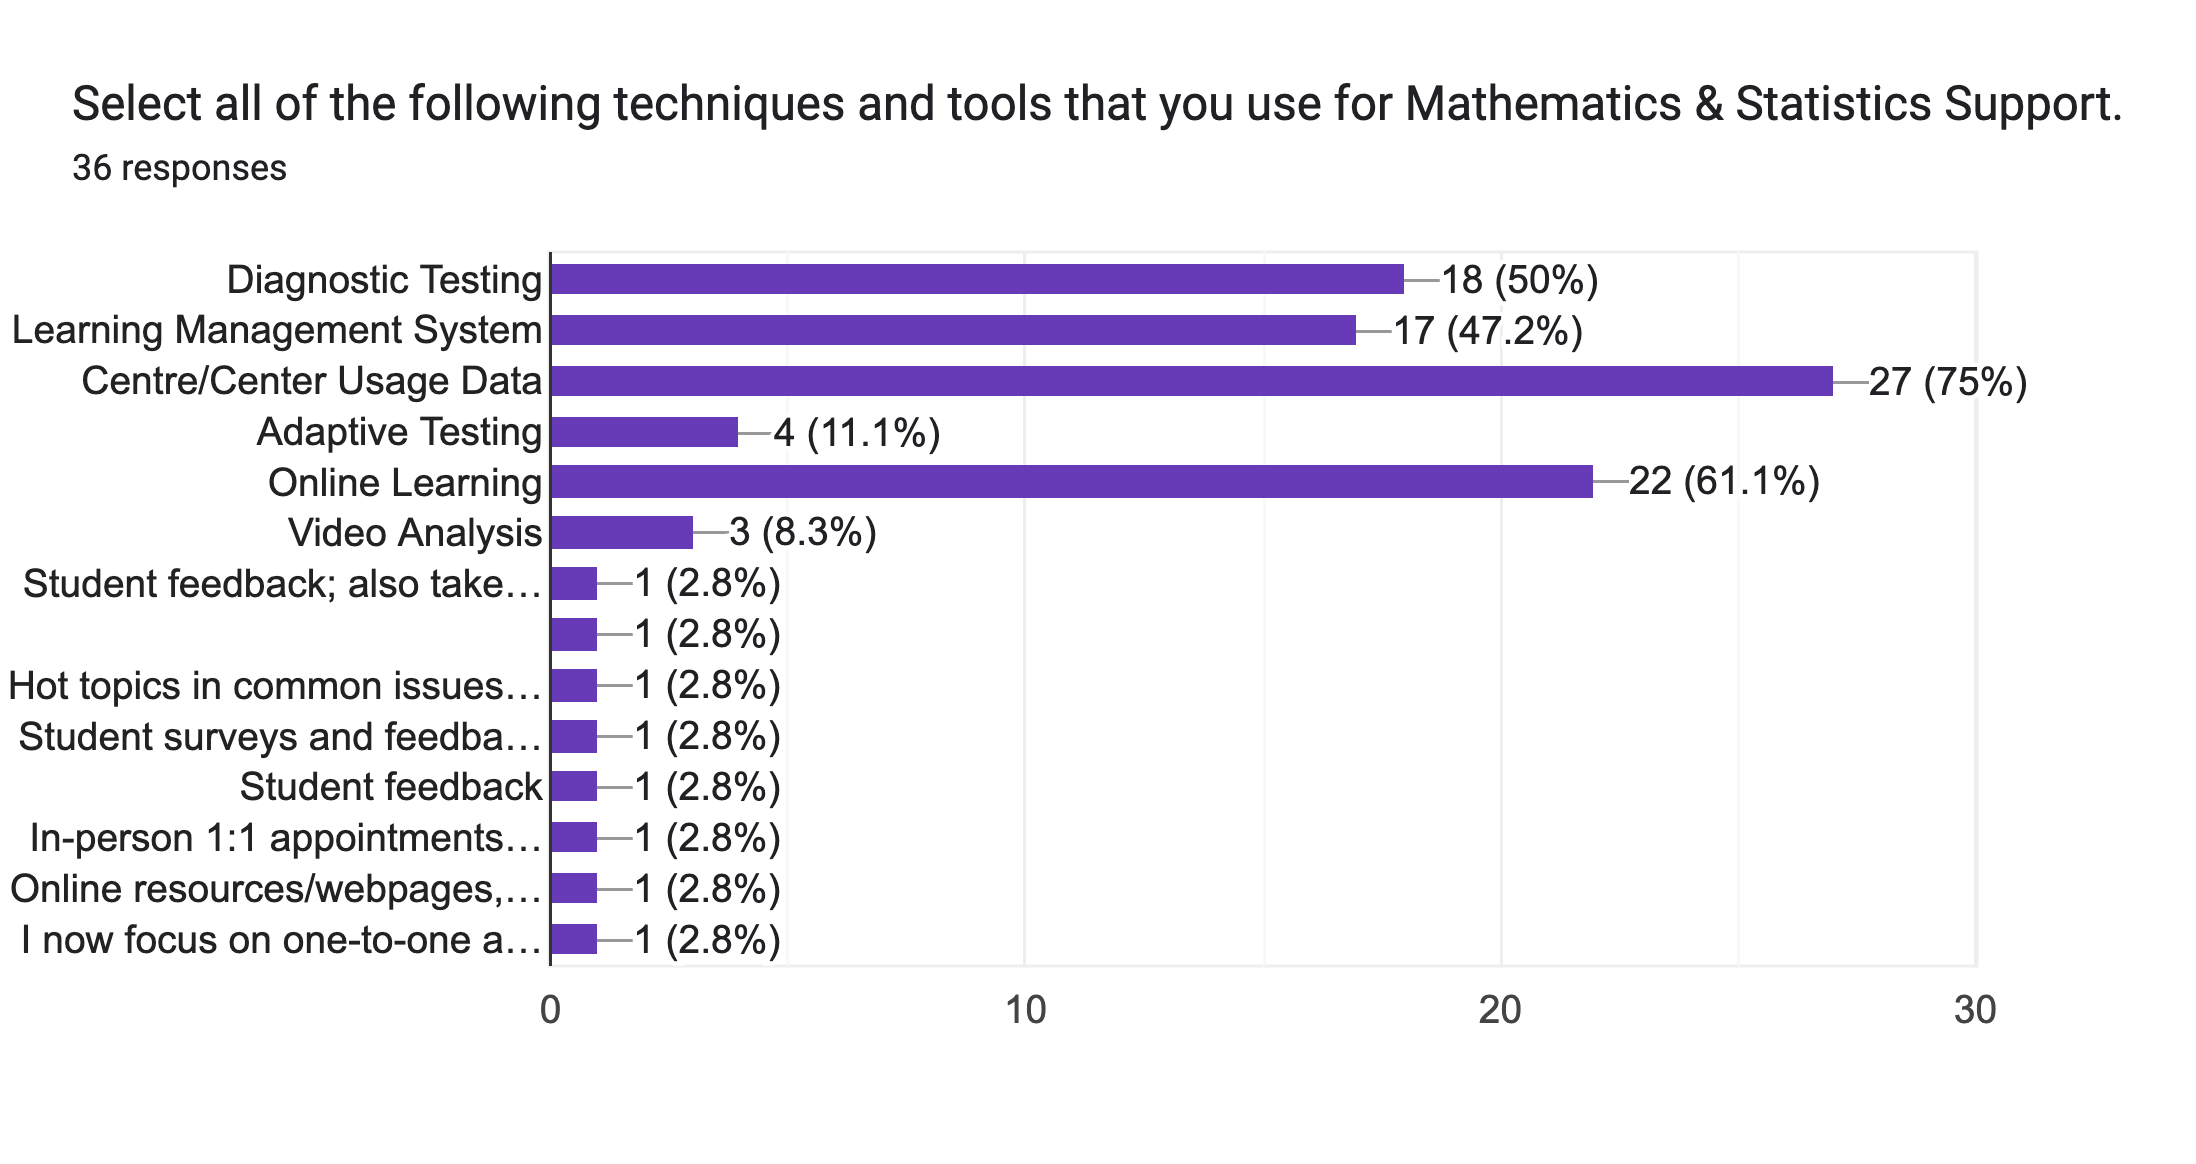 Select all of the following techniques and tools that you use for Mathematics & Statistics Support.
36 responses
Diagnostic Testing 18 (50%)
Learning Management System 17 (47.2%)
Centre/Center Usage Data 27 (75%)
Adaptive Testing 4 (11.1%)
Online Learning 22 (61.1%)
Video Analysis 3 (8.3%)
Student feedback; also take… 1 (2.8%)
1 (2.8%)
Hot topics in common issues… 1 (2.8%)
Student surveys and feedba… 1 (2.8%)
Student feedback 1 (2.8%)
In-person 1:1 appointments… 1 (2.8%)
Online resources/webpages,… 1 (2.8%)
I now focus on one-to-one a… 1 (2.8%)
0 10 20 30